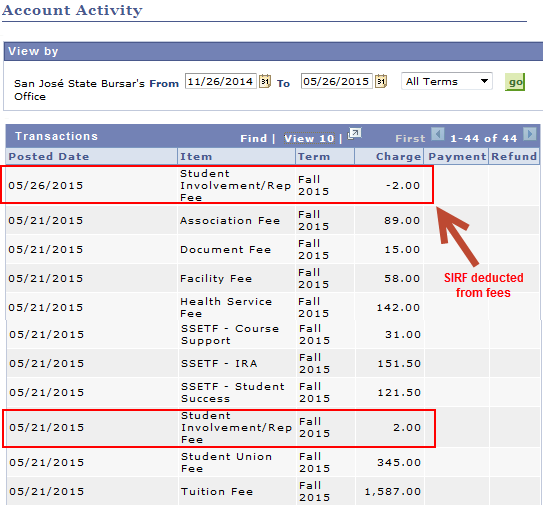 Account Activity
View by
San José State Bursar's From 11/26/2014 31 To 05/26/2015 31 All Terms go
Office
Transactions Find | View 10 | First 1-44 of 44
Posted Date Item Term Charge Payment Refund
Student
05/26/2015 Involvement/Rep Fall -2.00
Fee 2015
05/21/2015 Association Fee Fall 89.00
2015
05/21/2015 Document Fee Fall 15.00
2015
05/21/2015 Facility Fee Fall 58.00
2015
SIRF deducted
from fees
05/21/2015 Health Service Fall 142.00
Fee 2015
05/21/2015 SSETF - Course Fall 31.00
Support 2015
05/21/2015 SSETF - IRA Fall 151.50
2015
05/21/2015 SSETF - Student Fall 121.50
Success 2015
Student
05/21/2015 Involvement/Rep Fall 2.00
Fee 2015
05/21/2015 Student Union Fall 345.00
Fee 2015
05/21/2015 Tuition Fee Fall 1,587.00
2015